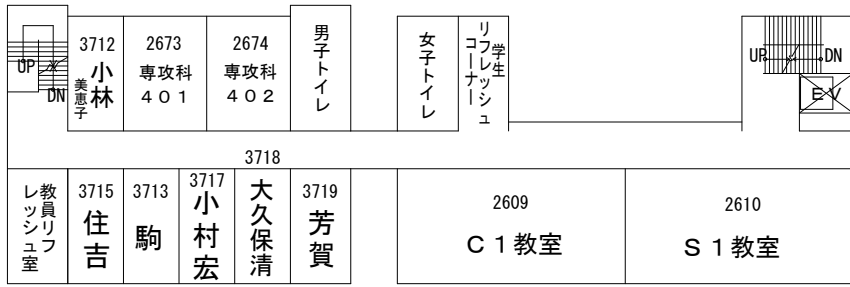 UP
DN
3712
小林
美恵子
2673
専攻科
４０１
2674
専攻科
４０２
男子トイレ
女子トイレ
学生
リフレッシュ
コーナー
UP
DN
ＥＶ
教員リフ
レッシュ室
3715
住吉
3713
駒
3717
小村宏
3718
大久保清
3719
芳賀
2609
Ｃ１教室
2610
Ｓ１教室